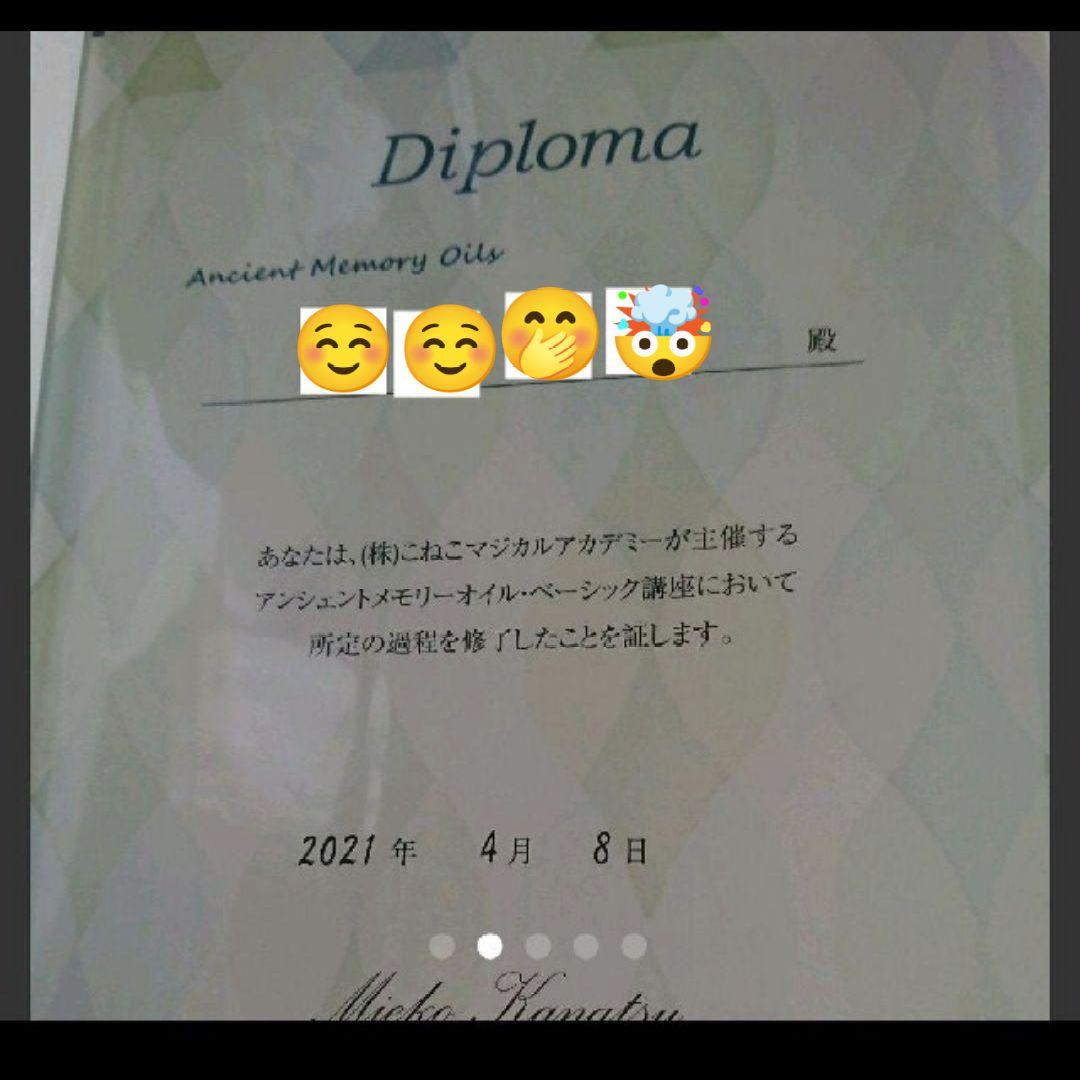 Diploma
Ancient Memory Oils
殿
あなたは、(株)こねこマジカルアカデミーが主催する
アンシェントメモリーオイル・ベーシック講座において
所定の過程を修了したことを証します。
2021 年 4 月 8 日
Mieko Kanatsu